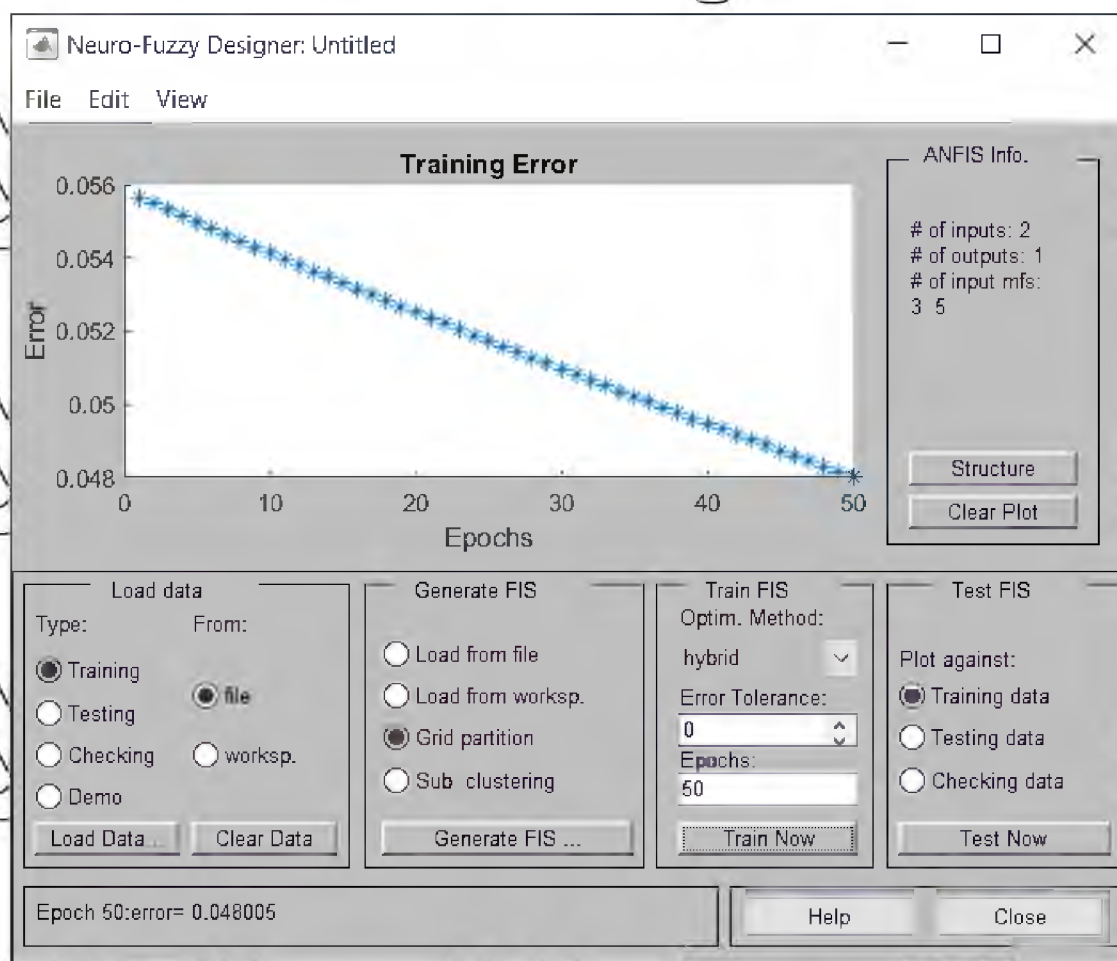 Neuro-Fuzzy Designer: Untitled
File Edit View
Training Error
0.056
0.054
0.052
0.05
0.048
Error
0 10 20 30 40 50
Epochs
ANFIS Info.
# of inputs: 2
# of outputs: 1
# of input mfs:
3 5
Structure
Clear Plot
Load data
Type: From:
Training
file
Testing
Checking
worksp.
Demo
Load Data... Clear Data
Generate FIS
Load from file
Load from worksp.
Grid partition
Sub clustering
Generate FIS ...
Train FIS
Optim. Method:
hybrid
Error Tolerance:
0
Epochs:
50
Train Now
Test FIS
Plot against:
Training data
Testing data
Checking data
Test Now
Epoch 50:error= 0.048005
Help Close